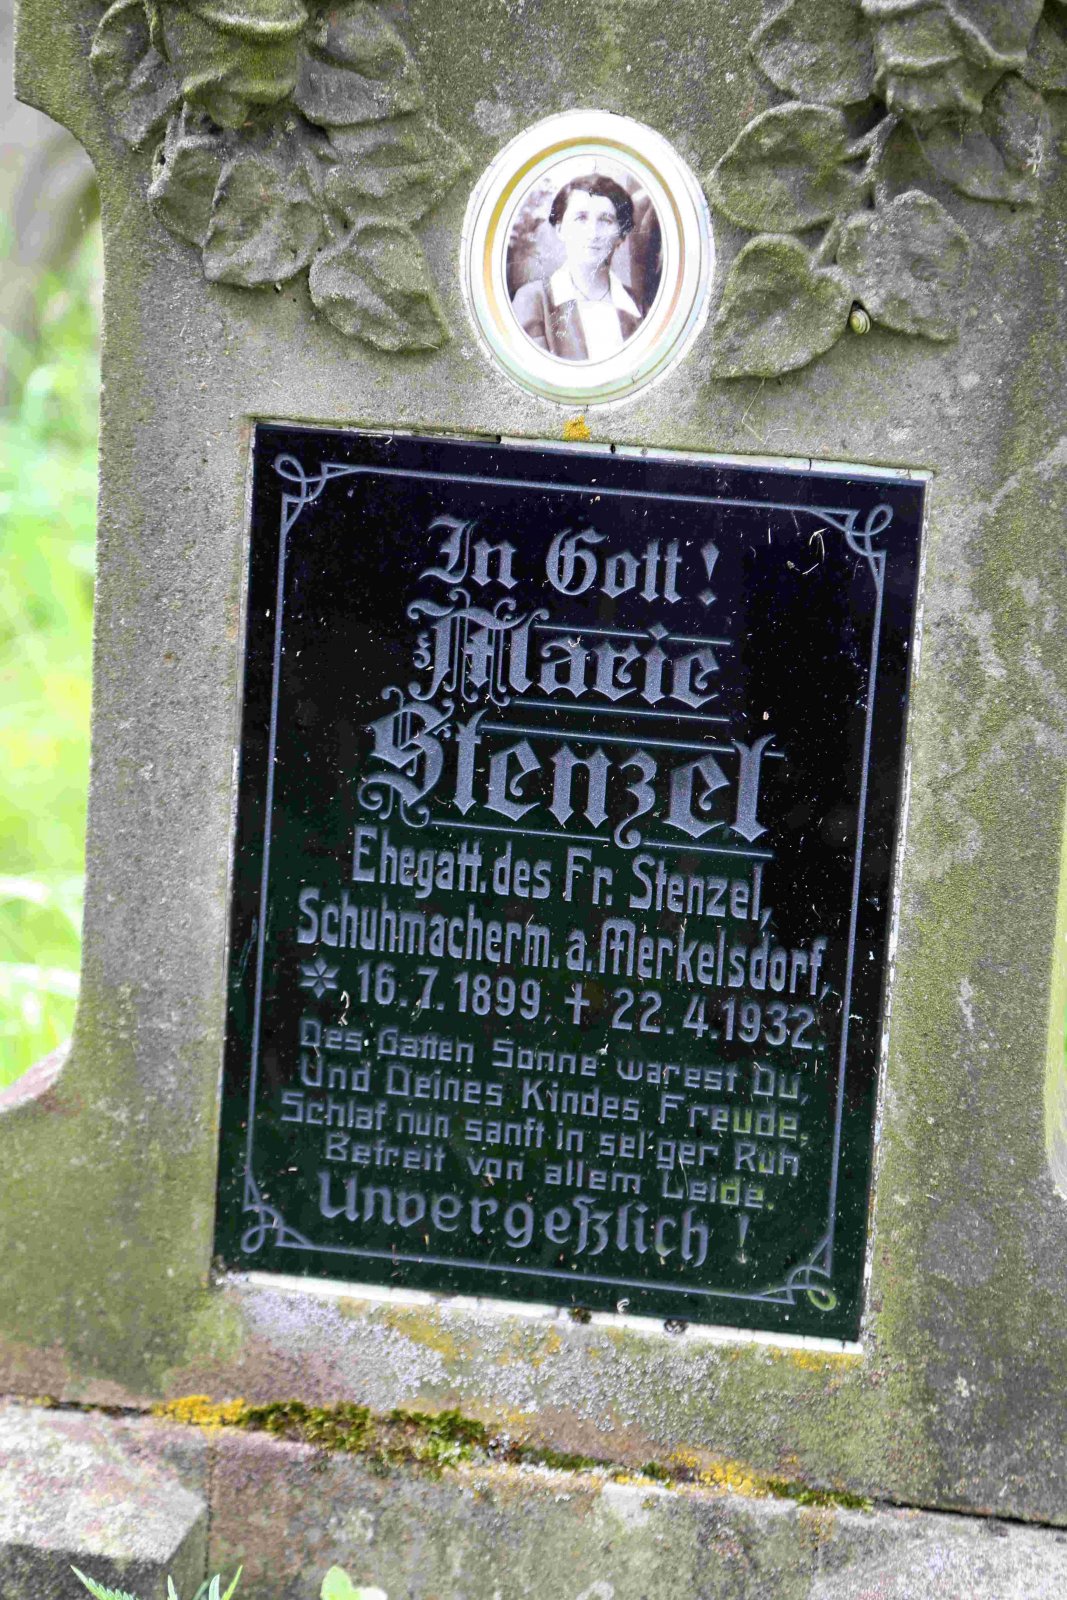 In Gott!
Marie
Stenzel
Ehegatt. des Fr. Stenzel,
Schuhmacherm. a. Merkelsdorf,
* 16.7.1899 † 22.4.1932.
Des Gatten Sonne warest Du,
Und Deines Kindes Freude,
Schlaf nun sanft in sel'ger Ruh
Befreit von allem Leide.
Unvergeßlich!